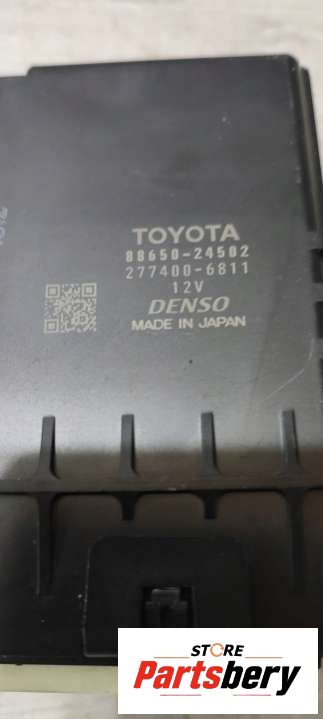 TOYOTA
88650-24502
277400-6811
12V
DENSO
MADE IN JAPAN
STORE
Partsbery